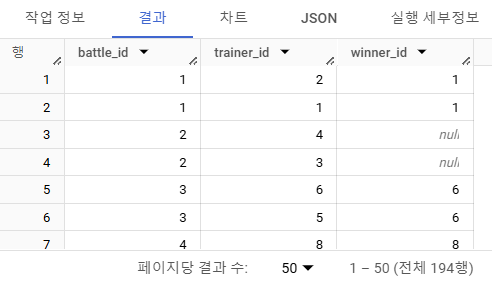 작업 정보 결과 차트 JSON 실행 세부정보
행 battle_id trainer_id winner_id
1 1 2 1
2 1 1 1
3 2 4 null
4 2 3 null
5 3 6 6
6 3 5 6
7 4 8 8
페이지당 결과 수: 50 1 – 50 (전체 194행)